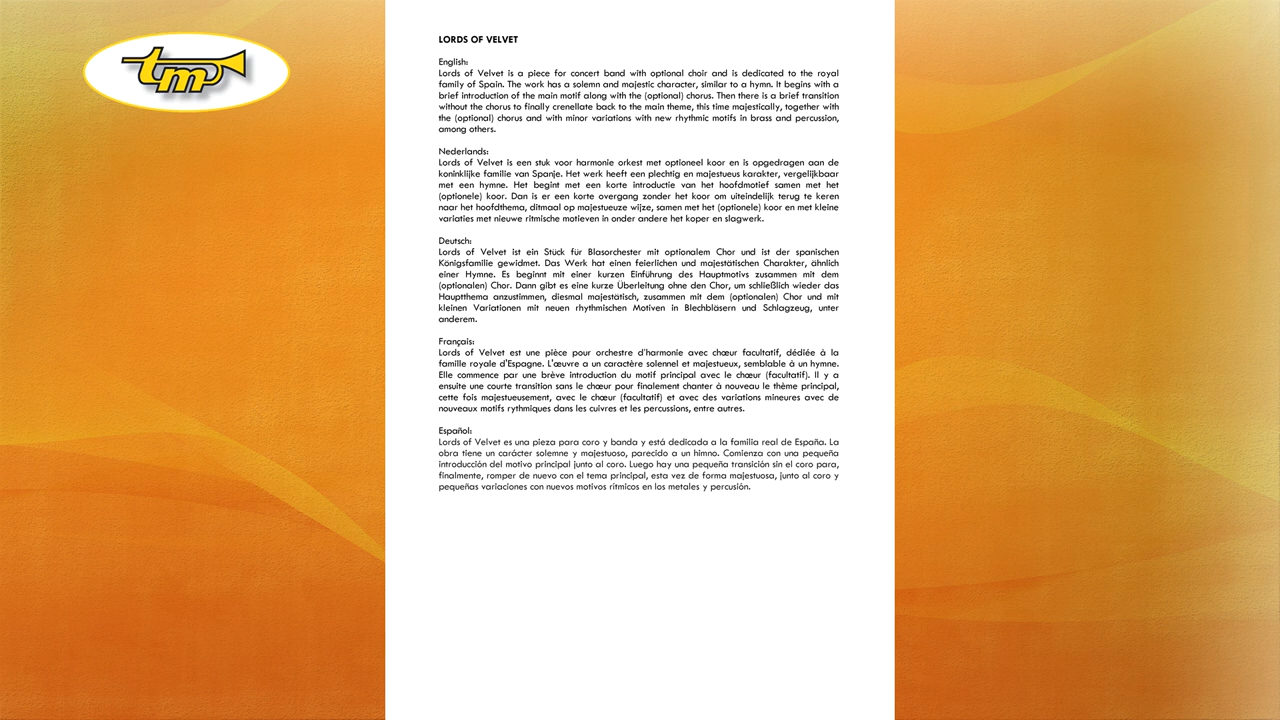 tm
LORDS OF VELVET
English:
Lords of Velvet is a piece for concert band with optional choir and is dedicated to the royal
family of Spain. The work has a solemn and majestic character, similar to a hymn. It begins with a
brief introduction of the main motif along with the (optional) chorus. Then there is a brief transition
without the chorus to finally crenellate back to the main theme, this time majestically, together with
the (optional) chorus and with minor variations with new rhythmic motifs in brass and percussion,
among others.
Nederlands:
Lords of Velvet is een stuk voor harmonie orkest met optioneel koor en is opgedragen aan de
koninklijke familie van Spanje. Het werk heeft een plechtig en majestueus karakter, vergelijkbaar
met een hymne. Het begint met een korte introductie van het hoofdmotief samen met het
(optionele) koor. Dan is er een korte overgang zonder het koor om uiteindelijk terug te keren
naar het hoofdthema, ditmaal op majestueuze wijze, samen met het (optionele) koor en met kleine
variaties met nieuwe ritmische motieven in onder andere het koper en slagwerk.
Deutsch:
Lords of Velvet ist ein Stück für Blasorchester mit optionalem Chor und ist der spanischen
Königsfamilie gewidmet. Das Werk hat einen feierlichen und majestätischen Charakter, ähnlich
einer Hymne. Es beginnt mit einer kurzen Einführung des Hauptmotivs zusammen mit dem
(optionalen) Chor. Dann gibt es eine kurze Überleitung ohne den Chor, um schließlich wieder das
Hauptthema anzustimmen, diesmal majestätisch, zusammen mit dem (optionalen) Chor und mit
kleinen Variationen mit neuen rhythmischen Motiven in Blechbläsern und Schlagzeug, unter
anderem.
Français:
Lords of Velvet est une pièce pour orchestre d'harmonie avec chœur facultatif, dédiée à la
famille royale d'Espagne. L'œuvre a un caractère solennel et majestueux, semblable à un hymne.
Elle commence par une brève introduction du motif principal avec le chœur (facultatif). Il y a
ensuite une courte transition sans le chœur pour finalement chanter à nouveau le thème principal,
cette fois majestueusement, avec le chœur (facultatif) et avec des variations mineures avec de
nouveaux motifs rythmiques dans les cuivres et les percussions, entre autres.
Español:
Lords of Velvet es una pieza para coro y banda y está dedicada a la familia real de España. La
obra tiene un carácter solemne y majestuoso, parecido a un himno. Comienza con una pequeña
introducción del motivo principal junto al coro. Luego hay una pequeña transición sin el coro para,
finalmente, romper de nuevo con el tema principal, esta vez de forma majestuosa, junto al coro y
pequeñas variaciones con nuevos motivos rítmicos en los metales y percusión.